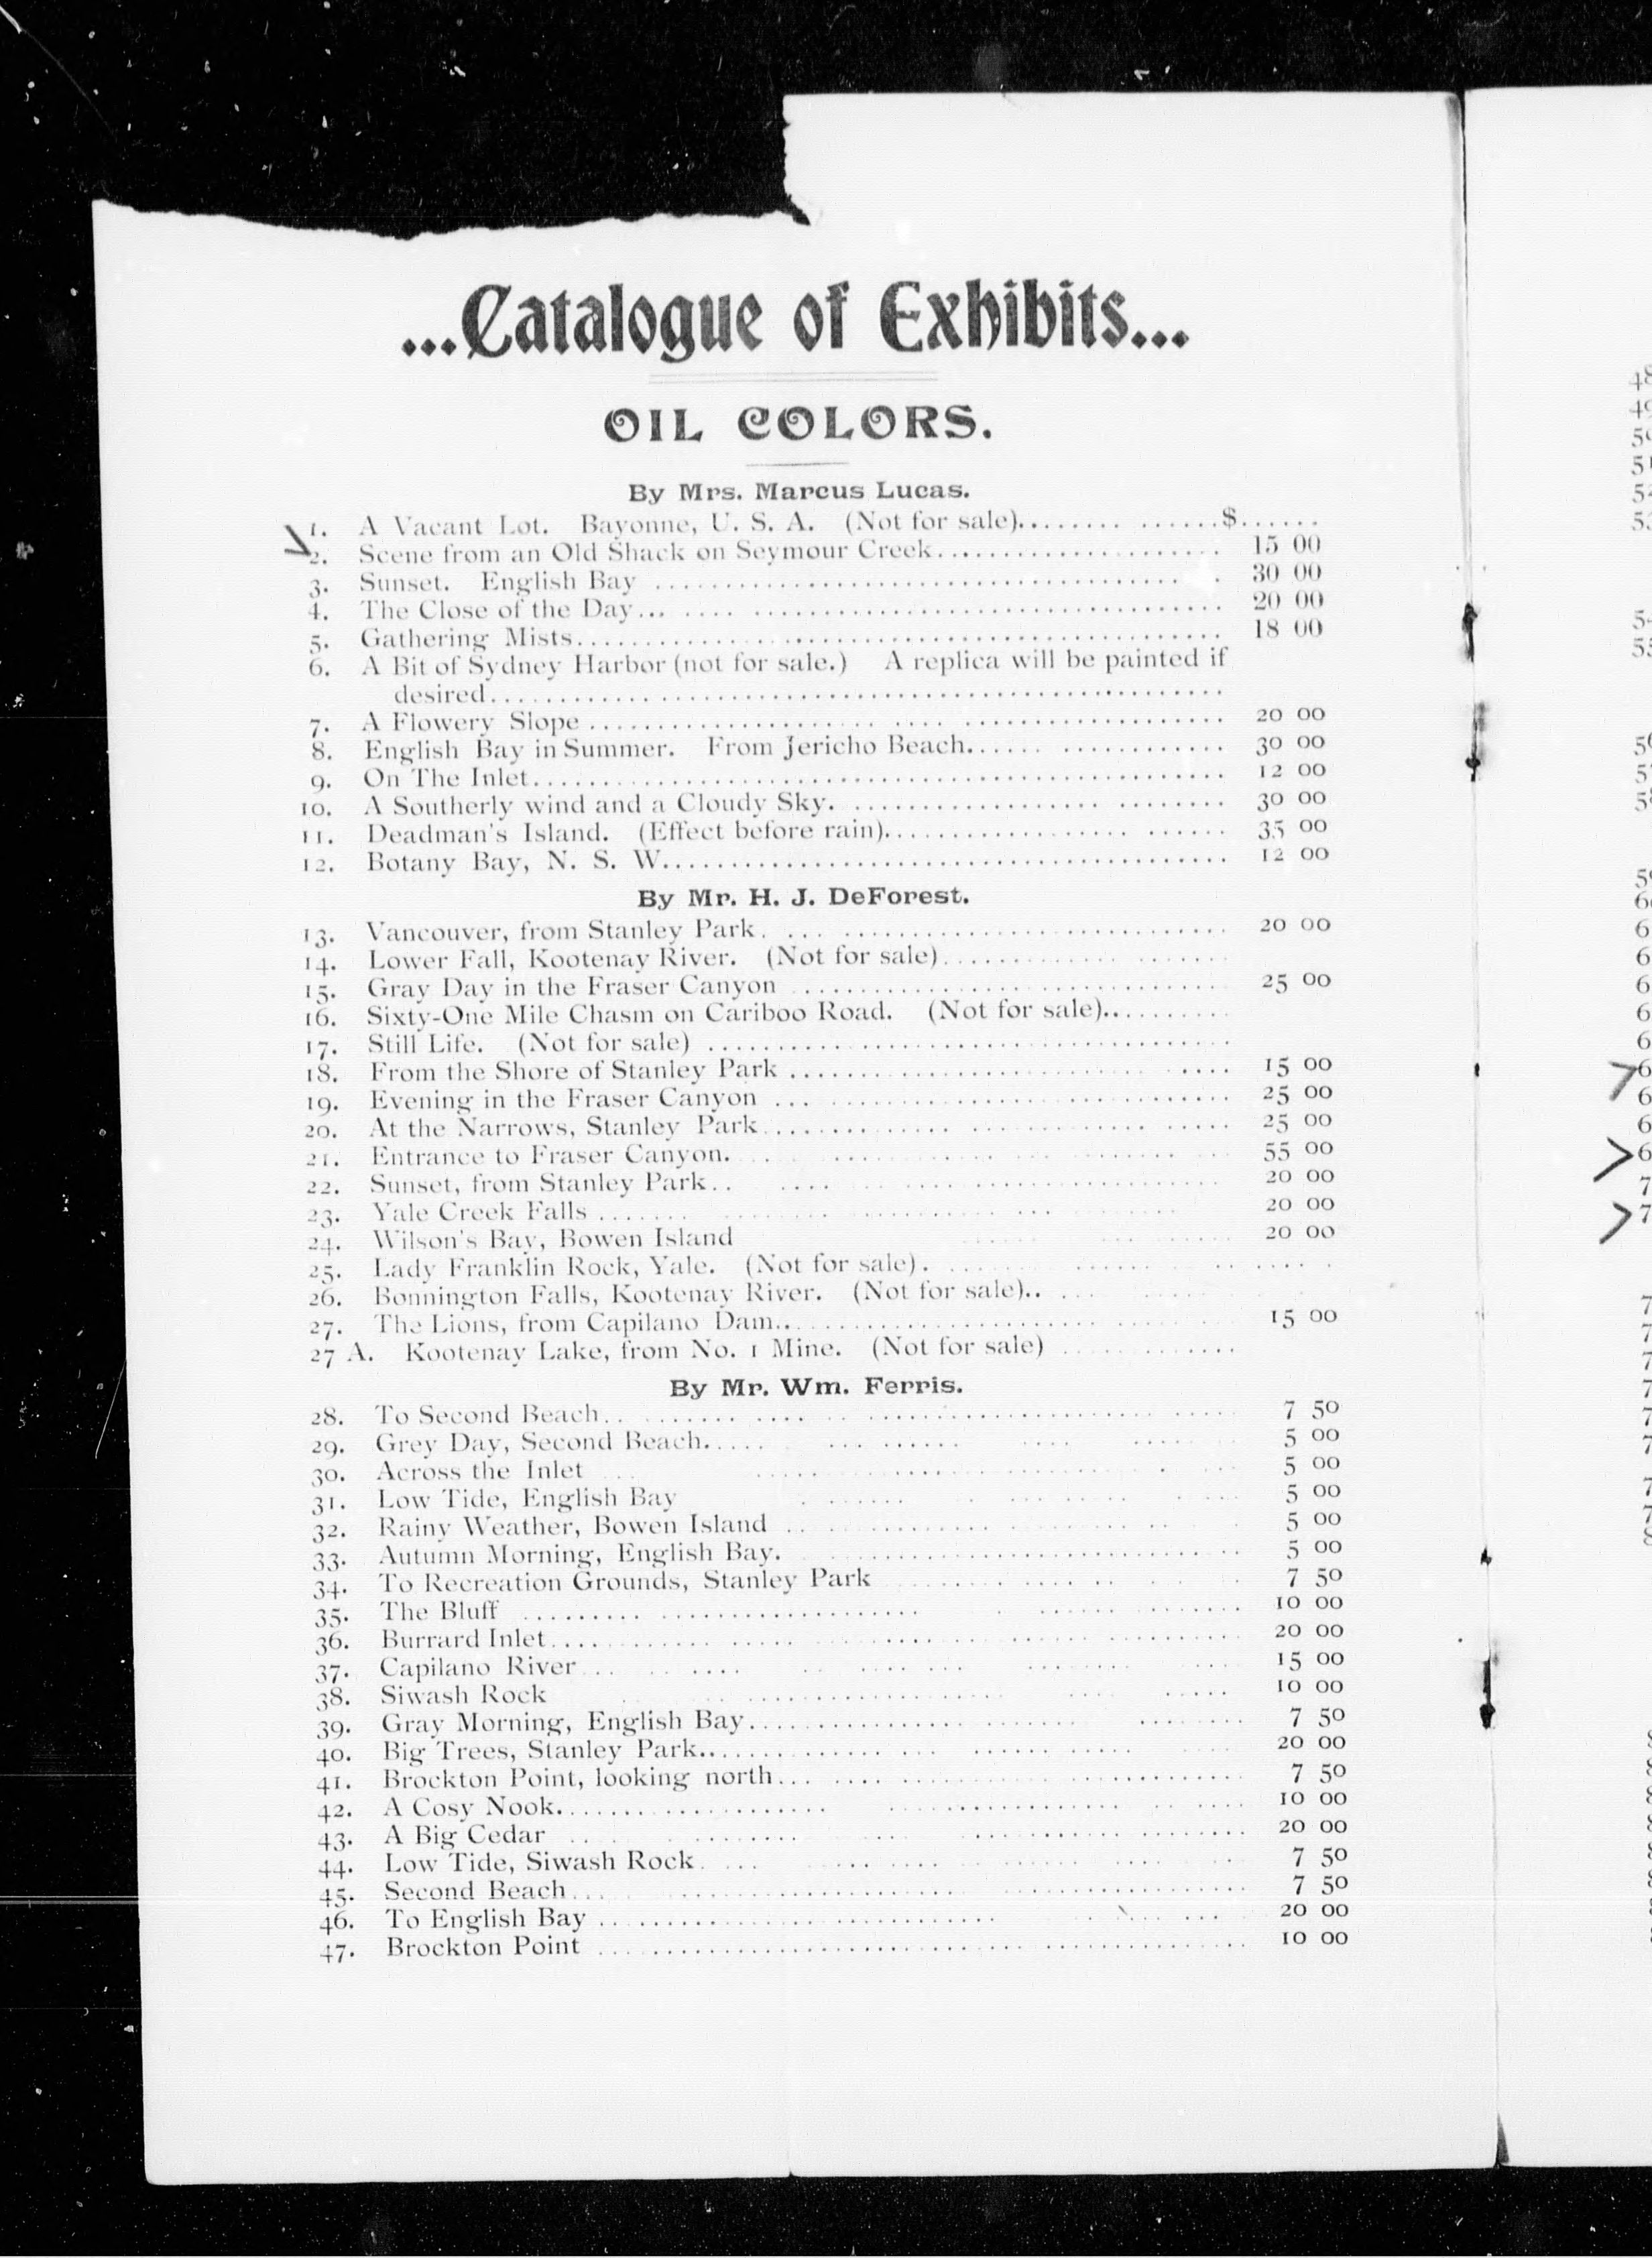 ...Catalogue of Exhibits...
OIL COLORS.
By Mrs. Marcus Lucas.
1. A Vacant Lot. Bayonne, U. S. A. (Not for sale)........ ......$......
2. Scene from an Old Shack on Seymour Creek..................... 15 00
3. Sunset. English Bay ..................................... 30 00
4. The Close of the Day... .... .................................. 20 00
5. Gathering Mists............................................... 18 00
6. A Bit of Sydney Harbor (not for sale.) A replica will be painted if
desired.....................................................
7. A Flowery Slope ..................... .... ................... 20 00
8. English Bay in Summer. From Jericho Beach...... ............ 30 00
9. On The Inlet.................................................. 12 00
10. A Southerly wind and a Cloudy Sky. .................... ........ 30 00
11. Deadman's Island. (Effect before rain)................... ...... 35 00
12. Botany Bay, N. S. W......................................... 12 00
By Mr. H. J. DeForest.
13. Vancouver, from Stanley Park. ... ............................ 20 00
14. Lower Fall, Kootenay River. (Not for sale)............. .......
15. Gray Day in the Fraser Canyon ................................ 25 00
16. Sixty-One Mile Chasm on Cariboo Road. (Not for sale)..........
17. Still Life. (Not for sale) ......................................
18. From the Shore of Stanley Park ........................... .... 15 00
19. Evening in the Fraser Canyon ... ............................. 25 00
20. At the Narrows, Stanley Park.............. ............. ..... 25 00
21. Entrance to Fraser Canyon. .................................. 55 00
22. Sunset, from Stanley Park.. .... ........................ 20 00
23. Yale Creek Falls ....... ........ .............. ... ........ 20 00
24. Wilson's Bay, Bowen Island ...... ... ....... 20 00
25. Lady Franklin Rock, Yale. (Not for sale). ........ ........ .. ......
26. Bonnington Falls, Kootenay River. (Not for sale).. ...
27. The Lions, from Capilano Dam................................ 15 00
27 A. Kootenay Lake, from No. 1 Mine. (Not for sale) .............
By Mr. Wm. Ferris.
28. To Second Beach.. ....... .... .............................. 7 50
29. Grey Day, Second Beach..... ... ...... .... ........ 5 00
30. Across the Inlet ... ............................ . ... 5 00
31. Low Tide, English Bay . ...... .. ......... . .... 5 00
32. Rainy Weather, Bowen Island .. ................... .. . 5 00
33. Autumn Morning, English Bay. .............................. 5 00
34. To Recreation Grounds, Stanley Park ............... .. . . 7 50
35. The Bluff ......... ................... . ........ ....... 10 00
36. Burrard Inlet............. ..... ............ ...... .......... 20 00
37. Capilano River... .. .... .. ... ... ........ .... 15 00
38. Siwash Rock ................... .... ..... 10 00
39. Gray Morning, English Bay................. ....... ........ 7 50
40. Big Trees, Stanley Park................ ... ...... ..... .... 20 00
41. Brockton Point, looking north... .... ......................... 7 50
42. A Cosy Nook..................... ................. .. .... 10 00
43. A Big Cedar .. ........ ... ........... ........ 20 00
44. Low Tide, Siwash Rock. ... ... .... .... .... .. 7 50
45. Second Beach... ........................ .................. 7 50
46. To English Bay ............................. . . ... 20 00
47. Brockton Point ................................ ............... 10 00